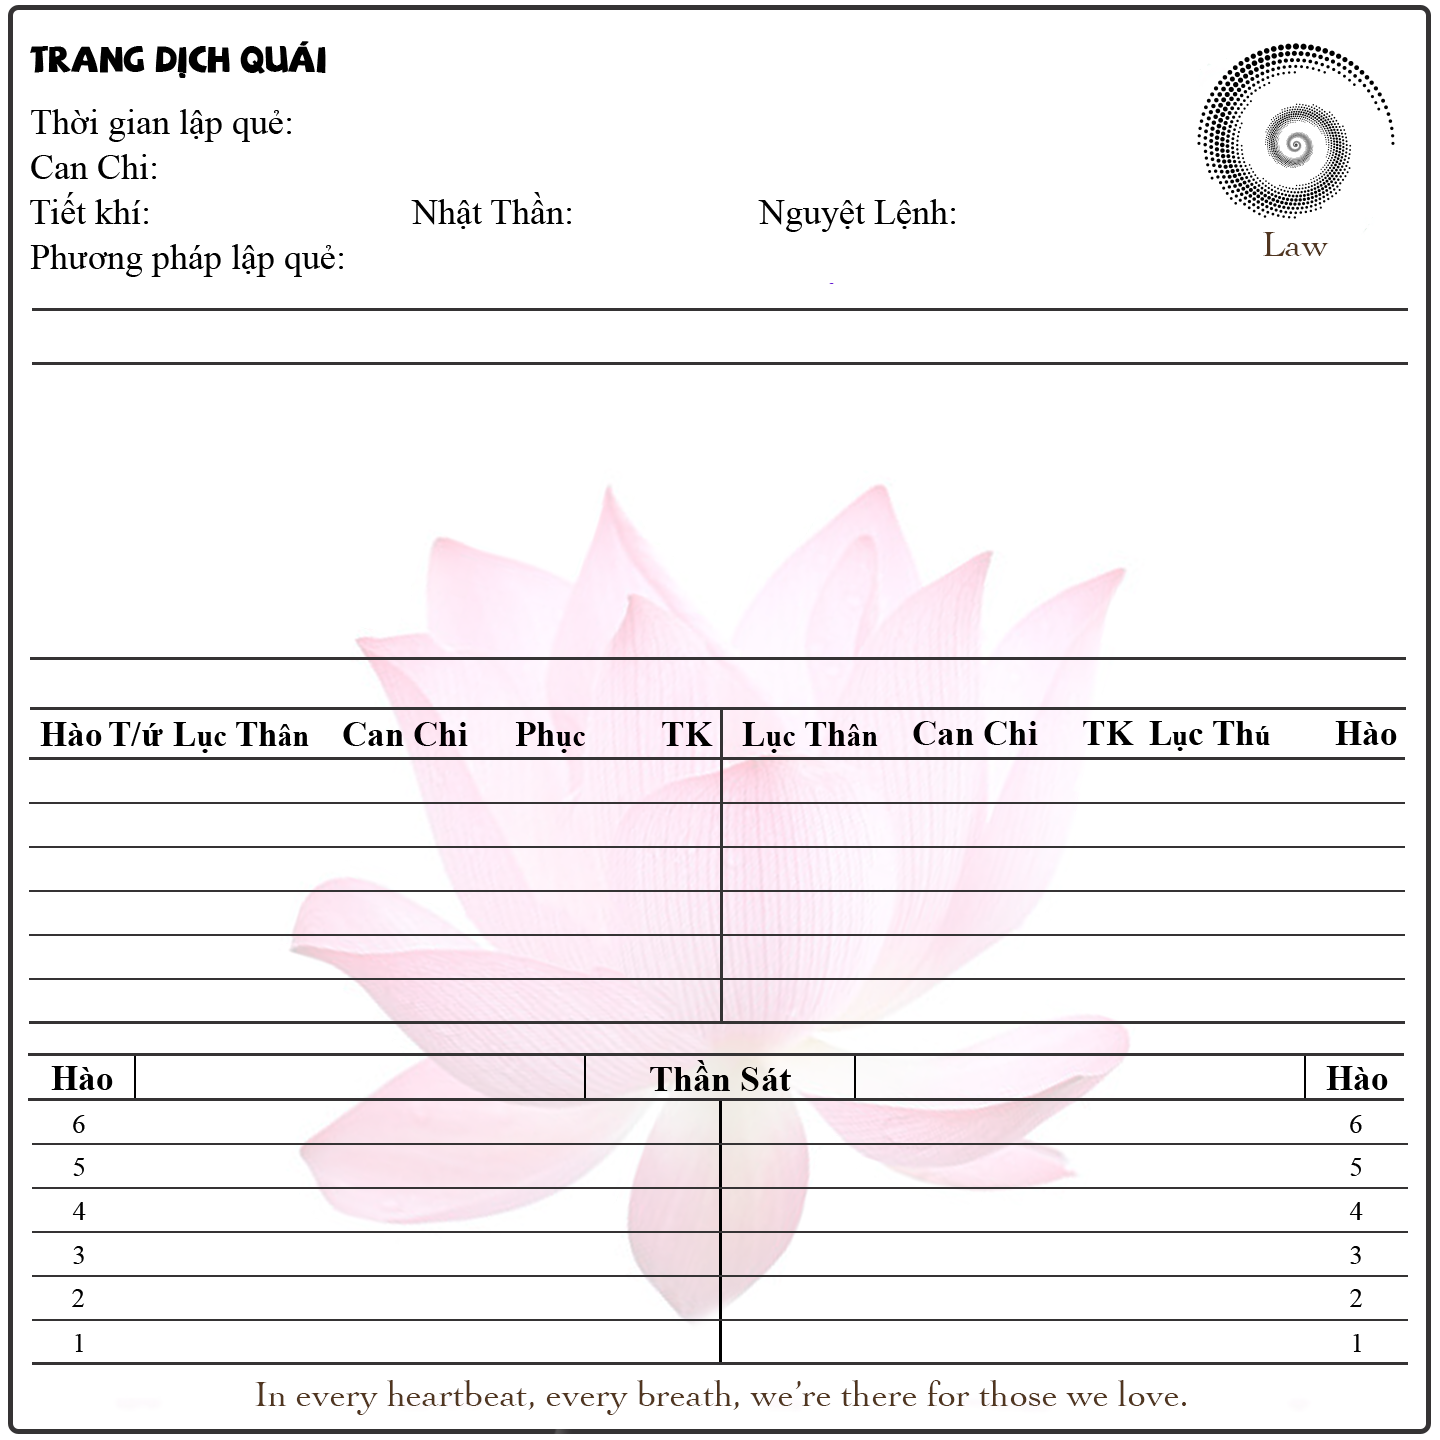 TRANG DỊCH QUÁI
Thời gian lập quẻ:
Can Chi:
Tiết khí: Nhật Thần: Nguyệt Lệnh:
Phương pháp lập quẻ:
Law
Hào T/ứ Lục Thân Can Chi Phục TK Lục Thân Can Chi TK Lục Thú Hào
Hào Thần Sát Hào
6 6
5 5
4 4
3 3
2 2
1 1
In every heartbeat, every breath, we're there for those we love.